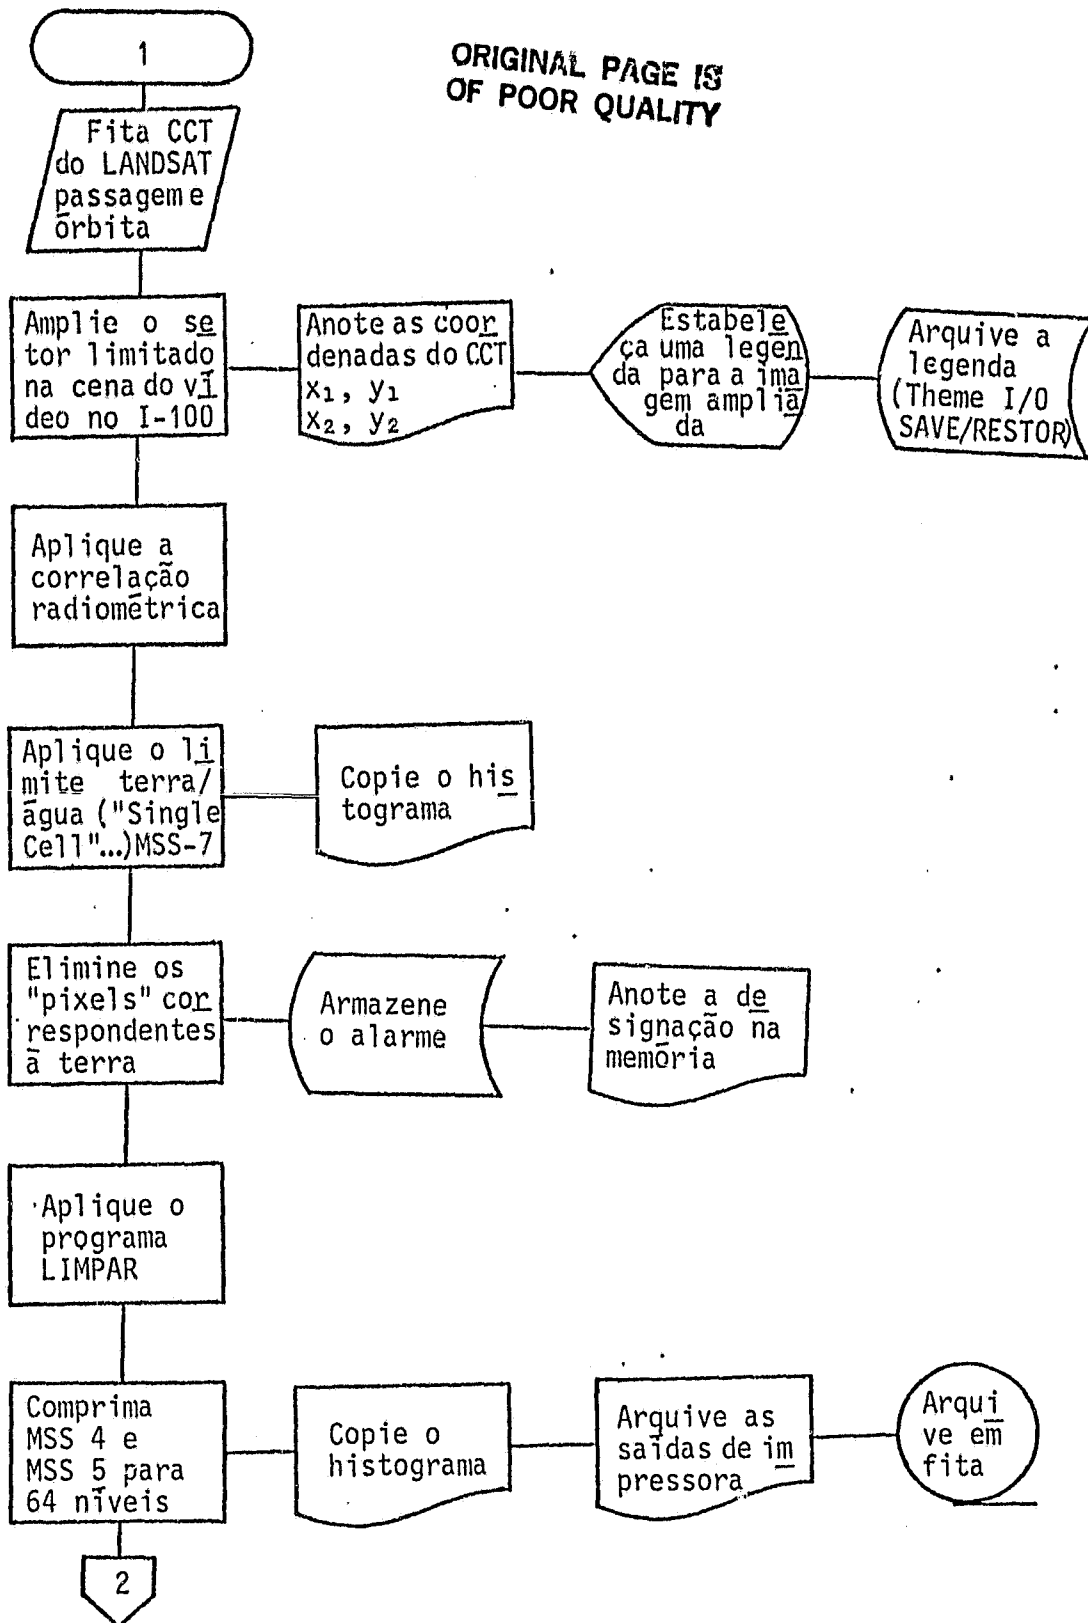 1
ORIGINAL PAGE IS
OF POOR QUALITY
Fita CCT
do LANDSAT
passagem e
órbita
Amplie o se
tor limitado
na cena do ví
deo no I-100
Anote as coor
denadas do CCT
x₁, y₁
x₂, y₂
Estabele
ça uma legen
da para a ima
gem amplia
da
Arquive a
legenda
(Theme I/O
SAVE/RESTOR)
Aplique a
correlação
radiométrica
Aplique o li
mite terra/
água ("Single
Cell"...)MSS-7
Copie o his
tograma
Elimine os
"pixels" cor
respondentes
à terra
Armazene
o alarme
Anote a de
signação na
memória
Aplique o
programa
LIMPAR
Comprima
MSS 4 e
MSS 5 para
64 níveis
Copie o
histograma
Arquive as
saídas de im
pressora
Arqui
ve em
fita
2